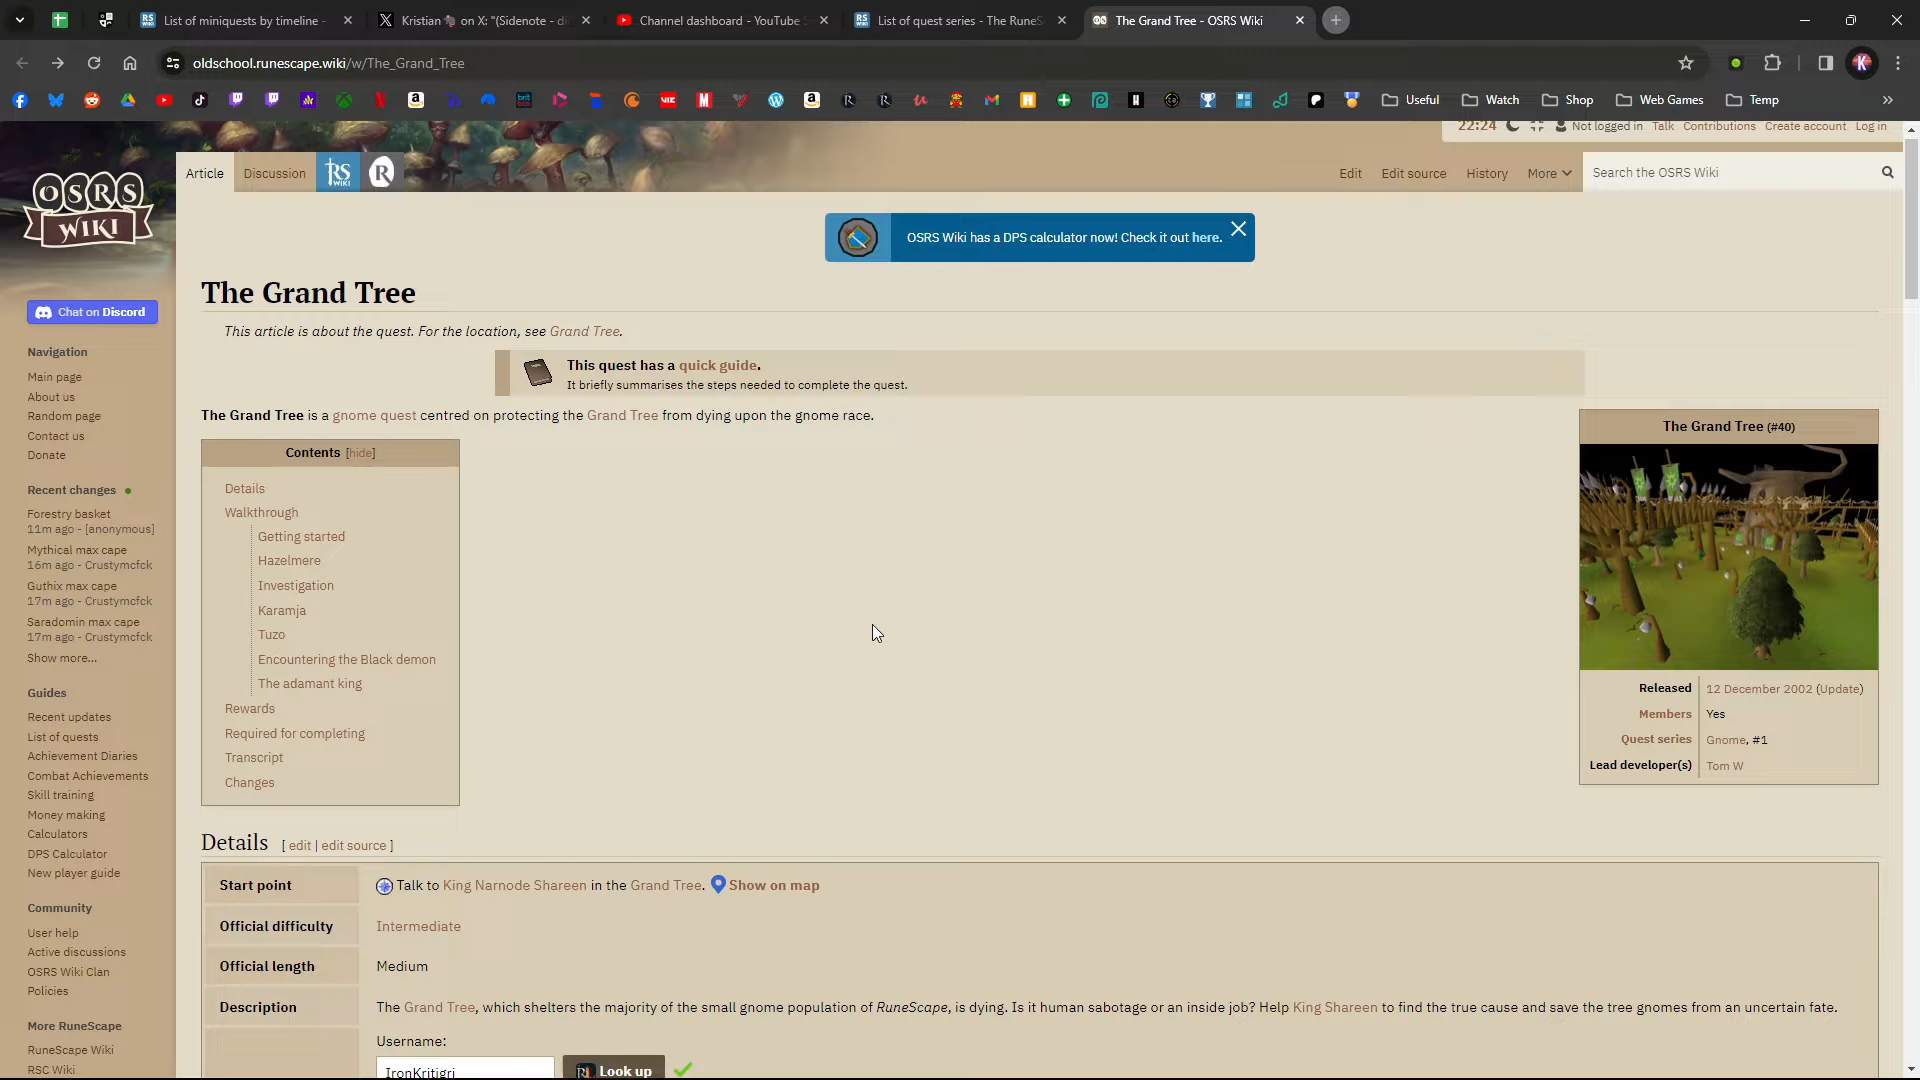 List of miniquests by timeline -
Kristian on X: "(Sidenote - di
Channel dashboard - YouTube S
List of quest series - The RuneS
The Grand Tree - OSRS Wiki
oldschool.runescape.wiki/w/The_Grand_Tree
K
Useful
Watch
Shop
Web Games
Temp
22:24
Not logged in
Talk
Contributions
Create account
Log in
OSRS
WIKI
Article
Discussion
RS
WIKI
Edit
Edit source
History
More
Search the OSRS Wiki
OSRS Wiki has a DPS calculator now! Check it out here.
Chat on Discord
Navigation
Main page
About us
Random page
Contact us
Donate
Recent changes
Forestry basket
11m ago - [anonymous]
Mythical max cape
16m ago - Crustymcfck
Guthix max cape
17m ago - Crustymcfck
Saradomin max cape
17m ago - Crustymcfck
Show more...
Guides
Recent updates
List of quests
Achievement Diaries
Combat Achievements
Skill training
Money making
Calculators
DPS Calculator
New player guide
Community
User help
Active discussions
OSRS Wiki Clan
Policies
More RuneScape
RuneScape Wiki
RSC Wiki
The Grand Tree
This article is about the quest. For the location, see Grand Tree.
This quest has a quick guide.
It briefly summarises the steps needed to complete the quest.
The Grand Tree is a gnome quest centred on protecting the Grand Tree from dying upon the gnome race.
Contents [hide]
Details
Walkthrough
Getting started
Hazelmere
Investigation
Karamja
Tuzo
Encountering the Black demon
The adamant king
Rewards
Required for completing
Transcript
Changes
The Grand Tree (#40)
Released 12 December 2002 (Update)
Members Yes
Quest series Gnome, #1
Lead developer(s) Tom W
Details [ edit | edit source ]
Start point Talk to King Narnode Shareen in the Grand Tree. Show on map
Official difficulty Intermediate
Official length Medium
Description The Grand Tree, which shelters the majority of the small gnome population of RuneScape, is dying. Is it human sabotage or an inside job? Help King Shareen to find the true cause and save the tree gnomes from an uncertain fate.
Username:
IronKritigri
Look up